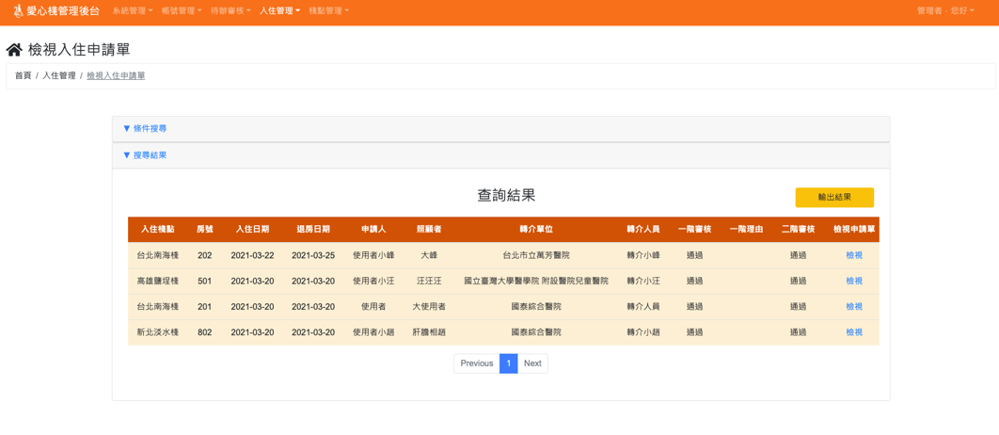 愛心棧管理後台 系統管理 帳號管理 待辦審核 入住管理 棧點管理 管理者 - 您好
檢視入住申請單
首頁 / 入住管理 / 檢視入住申請單
▼ 條件搜尋
▼ 搜尋結果
查詢結果
輸出結果
入住棧點 房號 入住日期 退房日期 申請人 照顧者 轉介單位 轉介人員 一階審核 一階理由 二階審核 檢視申請單
台北南海棧 202 2021-03-22 2021-03-25 使用者小峰 大峰 台北市立萬芳醫院 轉介小峰 通過 通過 檢視
高雄鹽埕棧 501 2021-03-20 2021-03-20 使用者小汪 汪汪汪 國立臺灣大學醫學院 附設醫院兒童醫院 轉介小汪 通過 通過 檢視
台北南海棧 201 2021-03-20 2021-03-20 使用者 大使用者 國泰綜合醫院 轉介人員 通過 通過 檢視
新北淡水棧 802 2021-03-20 2021-03-20 使用者小趙 肝膽相趙 國泰綜合醫院 轉介小趙 通過 通過 檢視
Previous 1 Next